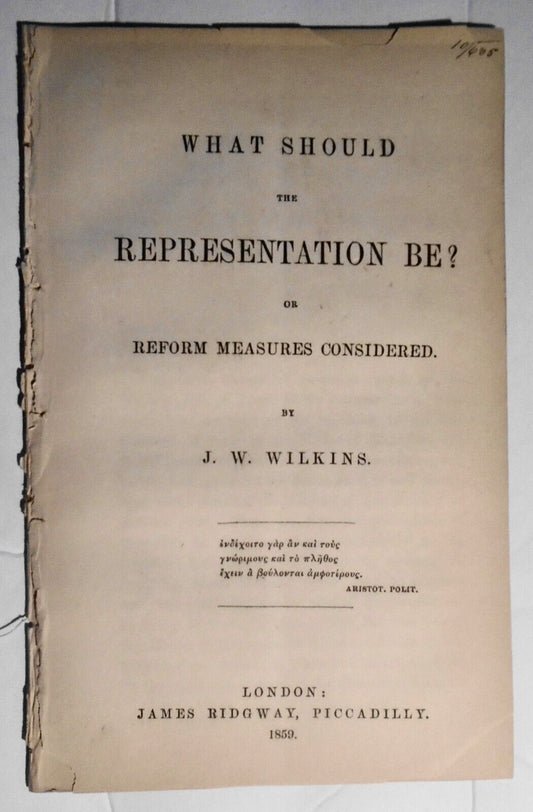 WHAT SHOULD
THE
REPRESENTATION BE?
OR
REFORM MEASURES CONSIDERED.
BY
J. W. WILKINS.
ἐνδέχοιτο γὰρ ἂν καὶ τοὺς
γνώριμους καὶ τὸ πλῆθος
ἔχειν ἃ βούλονται ἀμφοτέρους.
ARISTOT. POLIT.
LONDON:
JAMES RIDGWAY, PICCADILLY.
1859.